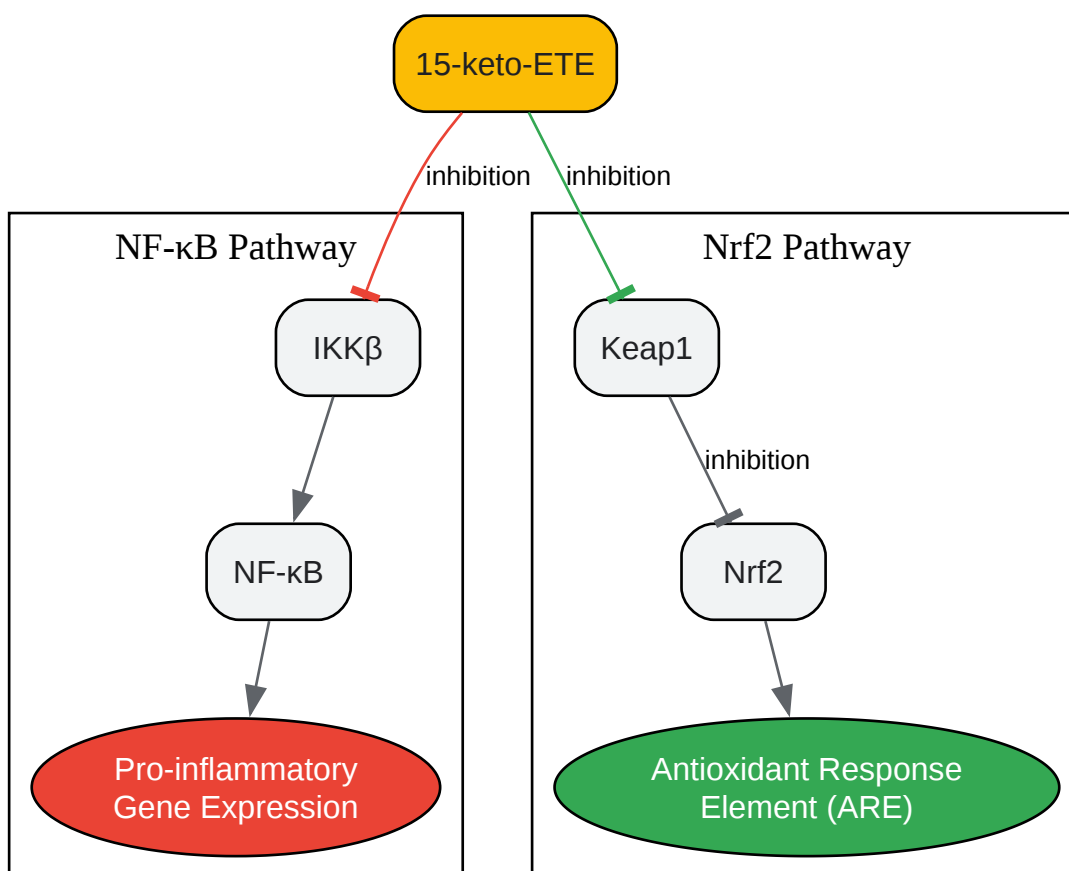 15-keto-ETE
inhibition
inhibition
NF-κB Pathway
Nrf2 Pathway
IKKβ
Keap1
inhibition
NF-κB
Nrf2
Pro-inflammatory
Gene Expression
Antioxidant Response
Element (ARE)